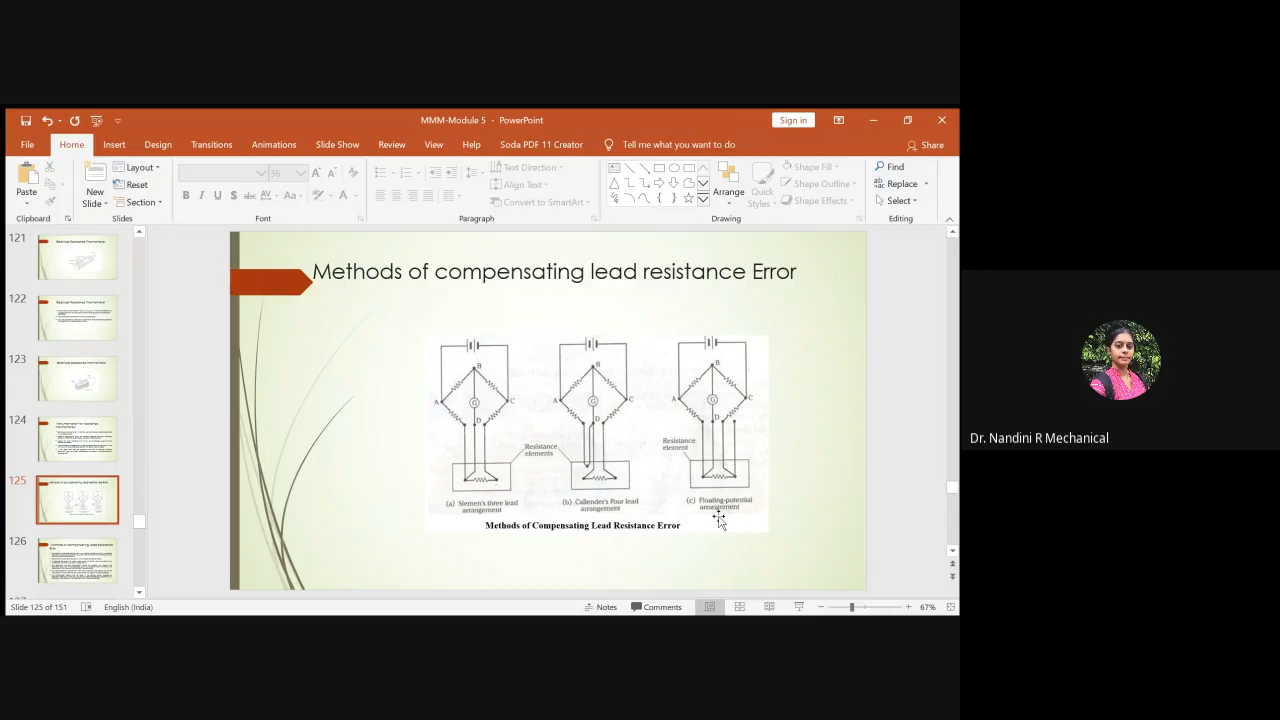 MMM-Module 5 - PowerPoint
Sign in
File Home Insert Design Transitions Animations Slide Show Review View Help Soda PDF 11 Creator Tell me what you want to do Share
Paste
New
Slide
Layout
Reset
Section
36
B I U S abc AV Aa A
Text Direction
Align Text
Convert to SmartArt
Arrange
Quick
Styles
Shape Fill
Shape Outline
Shape Effects
Find
Replace
Select
Clipboard Slides Font Paragraph Drawing Editing
121
122
123
124
125
126
Methods of compensating lead resistance Error
B
A
G
C
D
B
A
G
C
D
B
A
G
C
D
Resistance
elements
Resistance
element
(a) Siemen's three lead
arrangement
(b) Callender's Four lead
arrangement
(c) Floating-potential
arrangement
Methods of Compensating Lead Resistance Error
Slide 125 of 151 English (India) Notes Comments 67%
Dr. Nandini R Mechanical